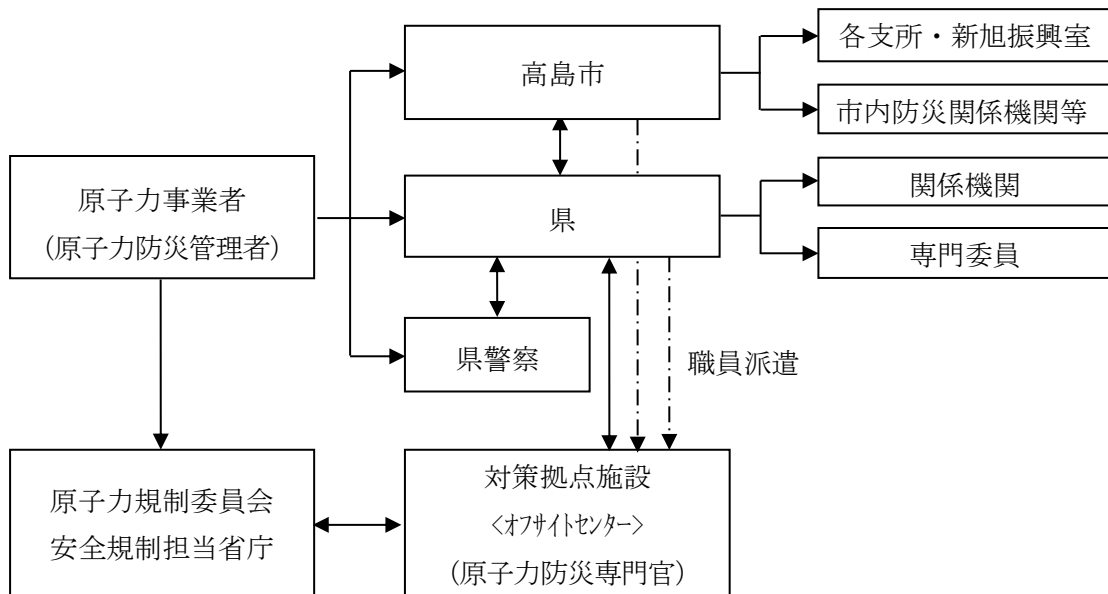 各支所・新旭振興室
高島市
市内防災関係機関等
関係機関
原子力事業者
(原子力防災管理者)
県
専門委員
県警察
職員派遣
対策拠点施設
原子力規制委員会
<オフサイトセンター>
安全規制担当省庁
(原子力防災専門官)